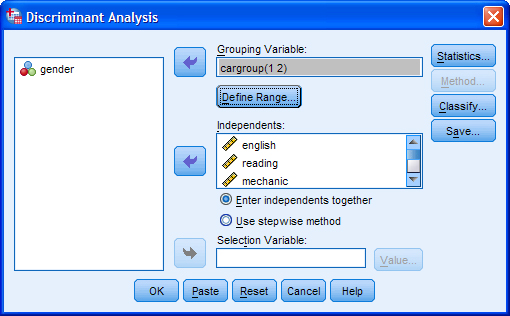 Discriminant Analysis
gender
Grouping Variable:
cargroup(1 2)
Define Range...
Independents:
english
reading
mechanic
Enter independents together
Use stepwise method
Selection Variable:
Value...
Statistics...
Method...
Classify...
Save...
OK Paste Reset Cancel Help